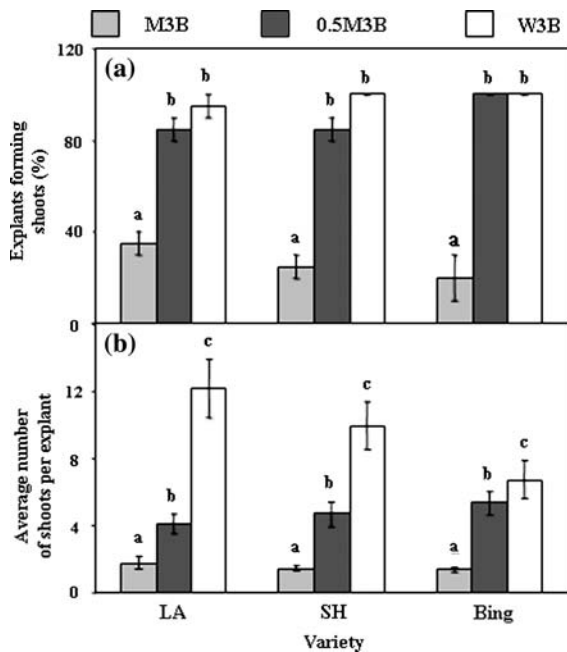 M3B 0.5M3B W3B
(a)
Explants forming
shoots (%)
120
80
40
0
a b b
a b b
a b b
(b)
Average number
of shoots per explant
12
8
4
0
a b c
a b c
a b c
LA SH Bing
Variety